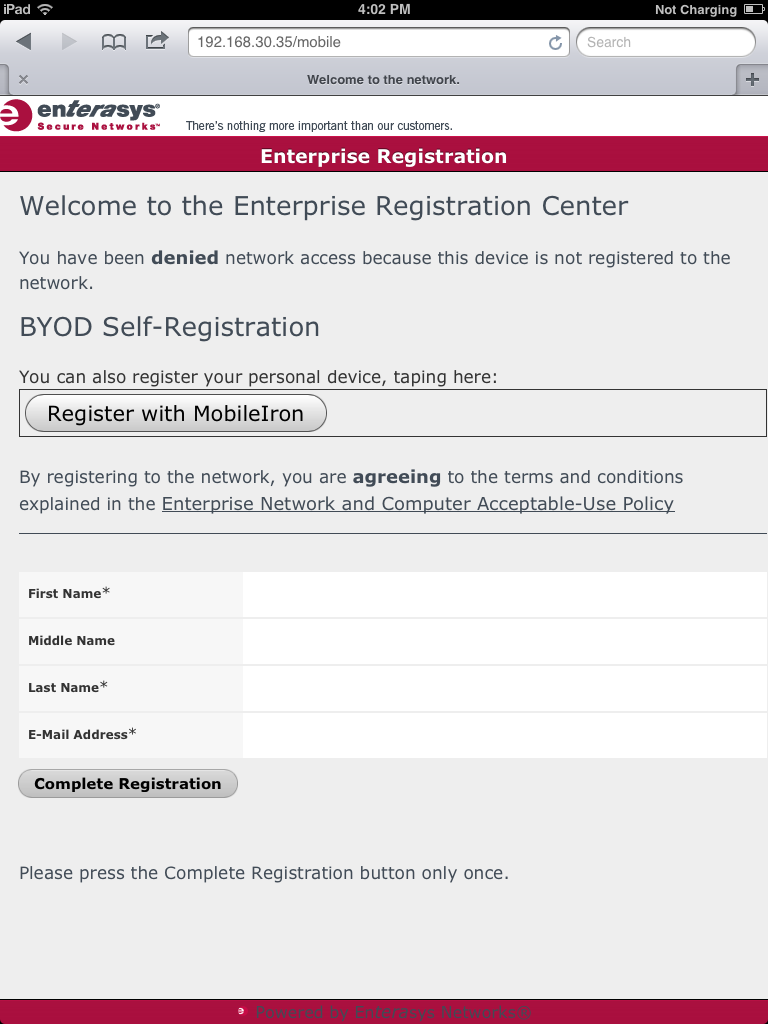 iPad 4:02 PM Not Charging
192.168.30.35/mobile Search
Welcome to the network.
enterasys®
Secure Networks™ There's nothing more important than our customers.
Enterprise Registration
Welcome to the Enterprise Registration Center
You have been denied network access because this device is not registered to the
network.
BYOD Self-Registration
You can also register your personal device, taping here:
Register with MobileIron
By registering to the network, you are agreeing to the terms and conditions
explained in the Enterprise Network and Computer Acceptable-Use Policy
First Name*
Middle Name
Last Name*
E-Mail Address*
Complete Registration
Please press the Complete Registration button only once.
Powered by Enterasys Networks®